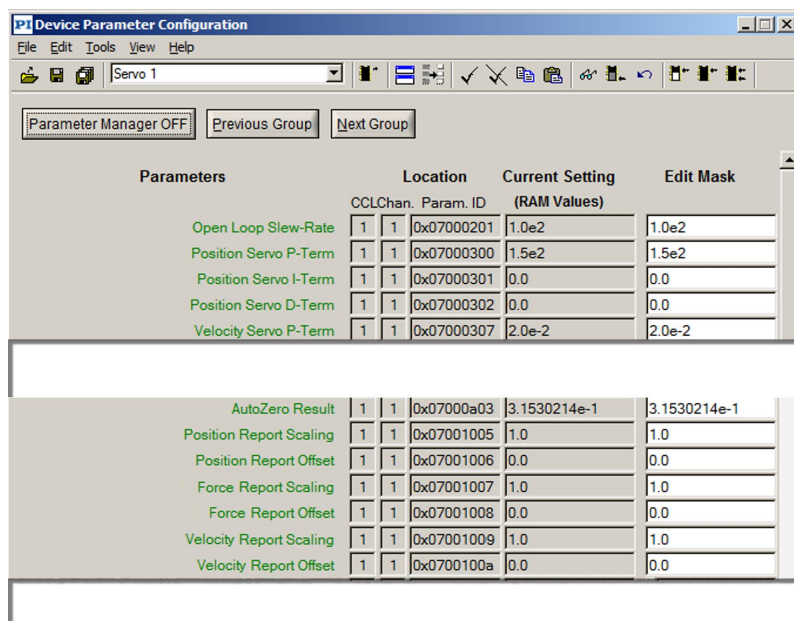 PI Device Parameter Configuration
File Edit Tools View Help
Servo 1
Parameter Manager OFF Previous Group Next Group
Parameters Location Current Setting Edit Mask
CCL Chan. Param. ID (RAM Values)
Open Loop Slew-Rate 1 1 0x07000201 1.0e2 1.0e2
Position Servo P-Term 1 1 0x07000300 1.5e2 1.5e2
Position Servo I-Term 1 1 0x07000301 0.0 0.0
Position Servo D-Term 1 1 0x07000302 0.0 0.0
Velocity Servo P-Term 1 1 0x07000307 2.0e-2 2.0e-2
AutoZero Result 1 1 0x07000a03 3.1530214e-1 3.1530214e-1
Position Report Scaling 1 1 0x07001005 1.0 1.0
Position Report Offset 1 1 0x07001006 0.0 0.0
Force Report Scaling 1 1 0x07001007 1.0 1.0
Force Report Offset 1 1 0x07001008 0.0 0.0
Velocity Report Scaling 1 1 0x07001009 1.0 1.0
Velocity Report Offset 1 1 0x0700100a 0.0 0.0